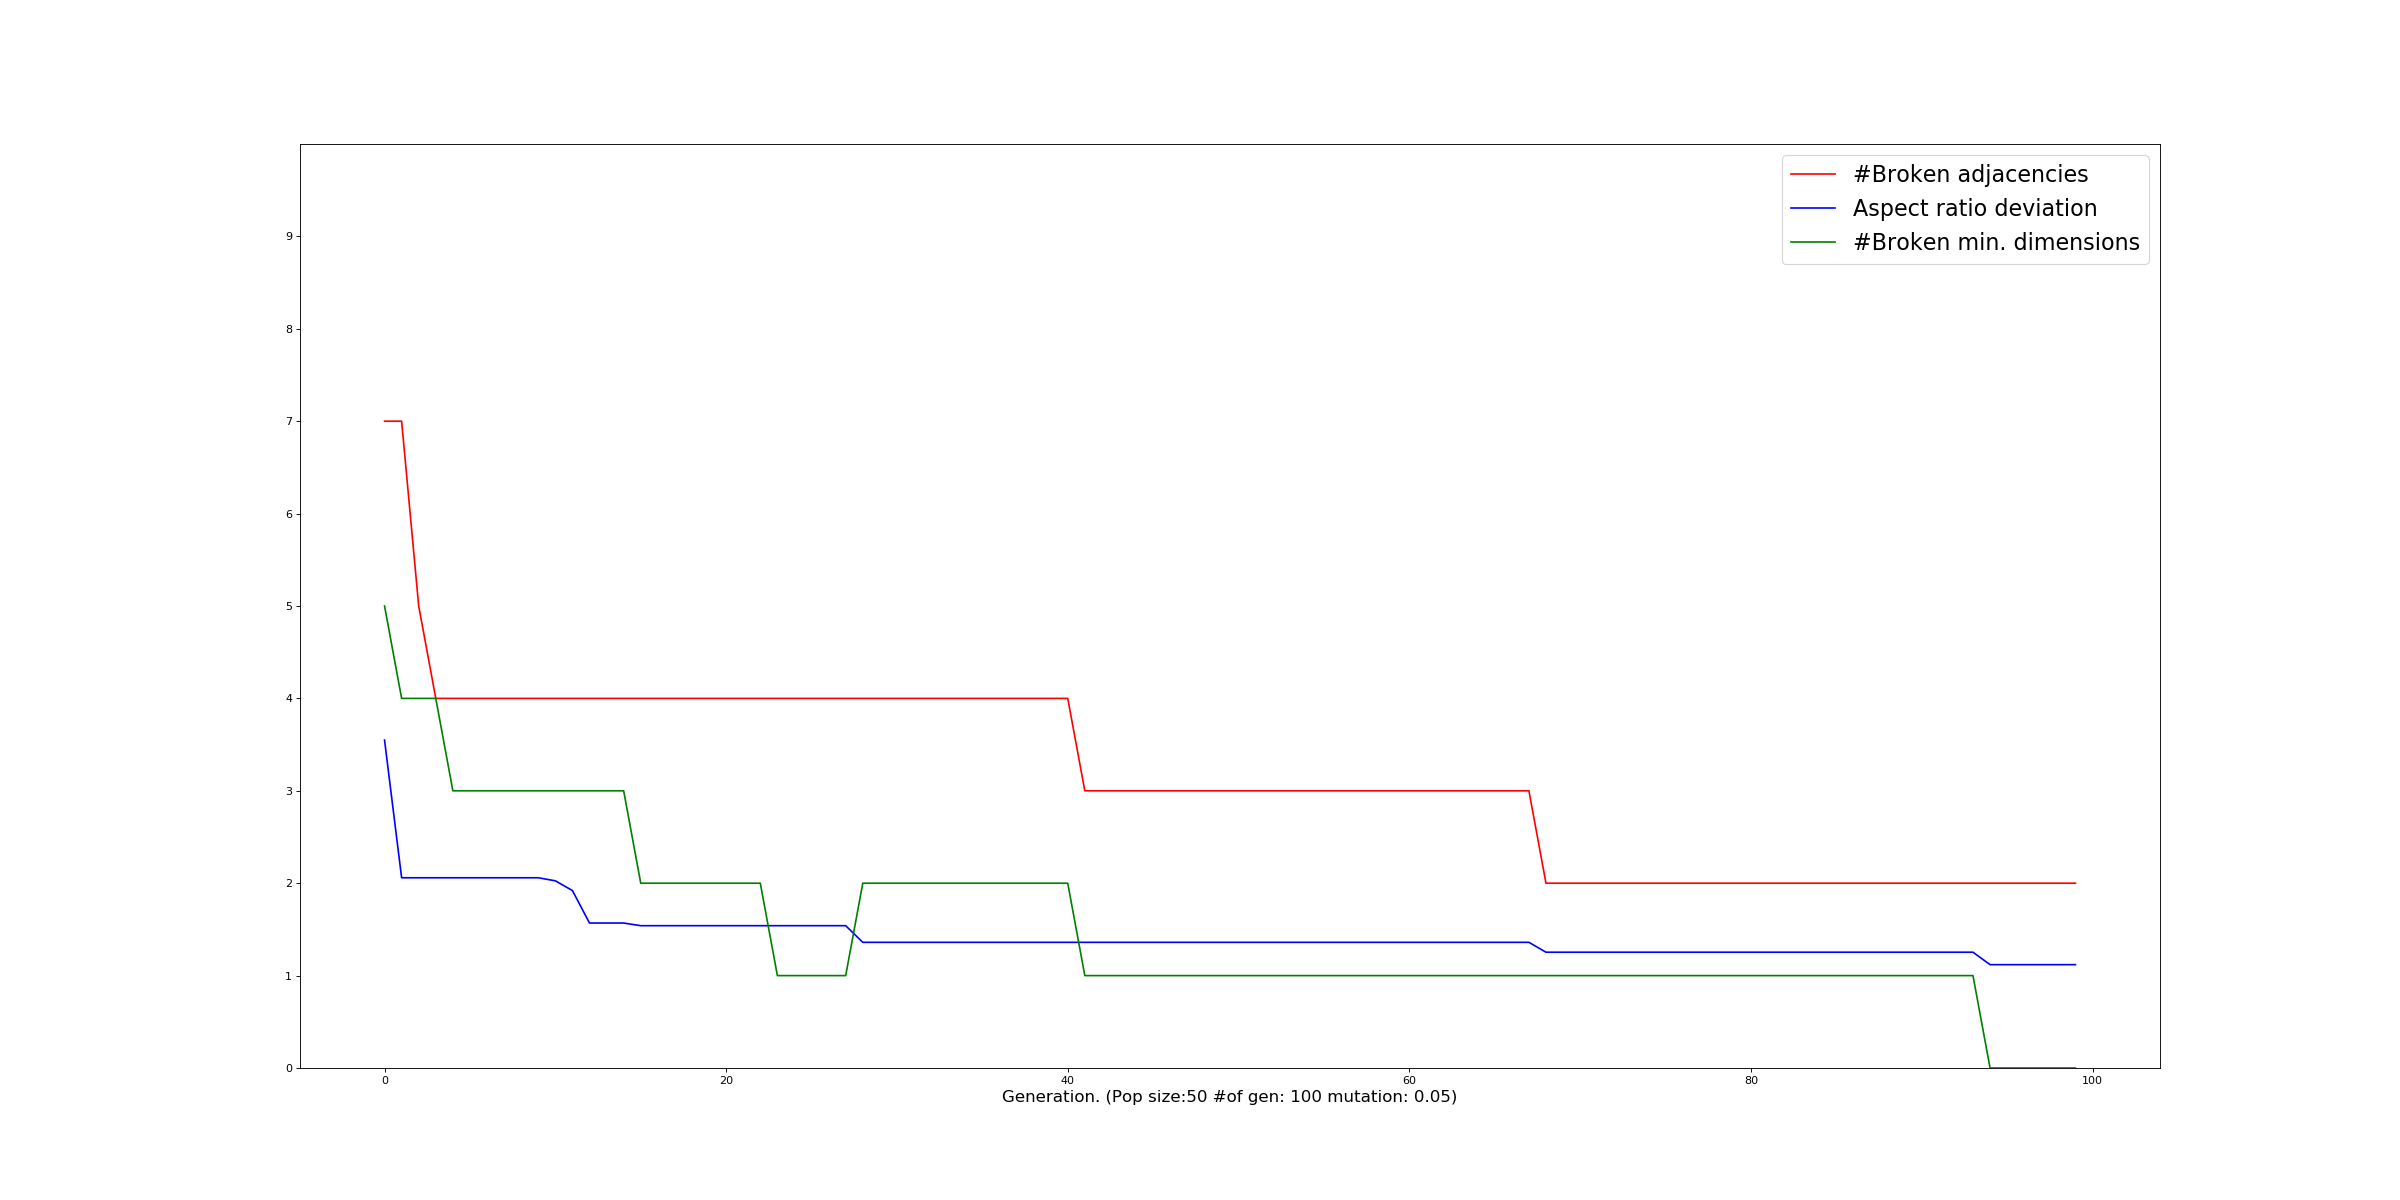 #Broken adjacencies
Aspect ratio deviation
#Broken min. dimensions
9
8
7
6
5
4
3
2
1
0
0 20 40 60 80 100
Generation. (Pop size:50 #of gen: 100 mutation: 0.05)